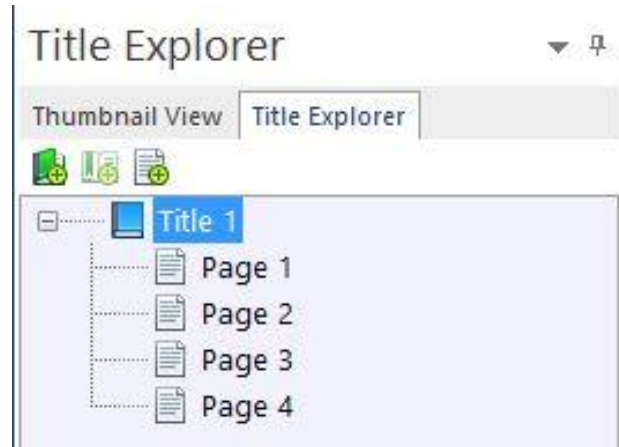 Title Explorer
Thumbnail View Title Explorer
Title 1
Page 1
Page 2
Page 3
Page 4